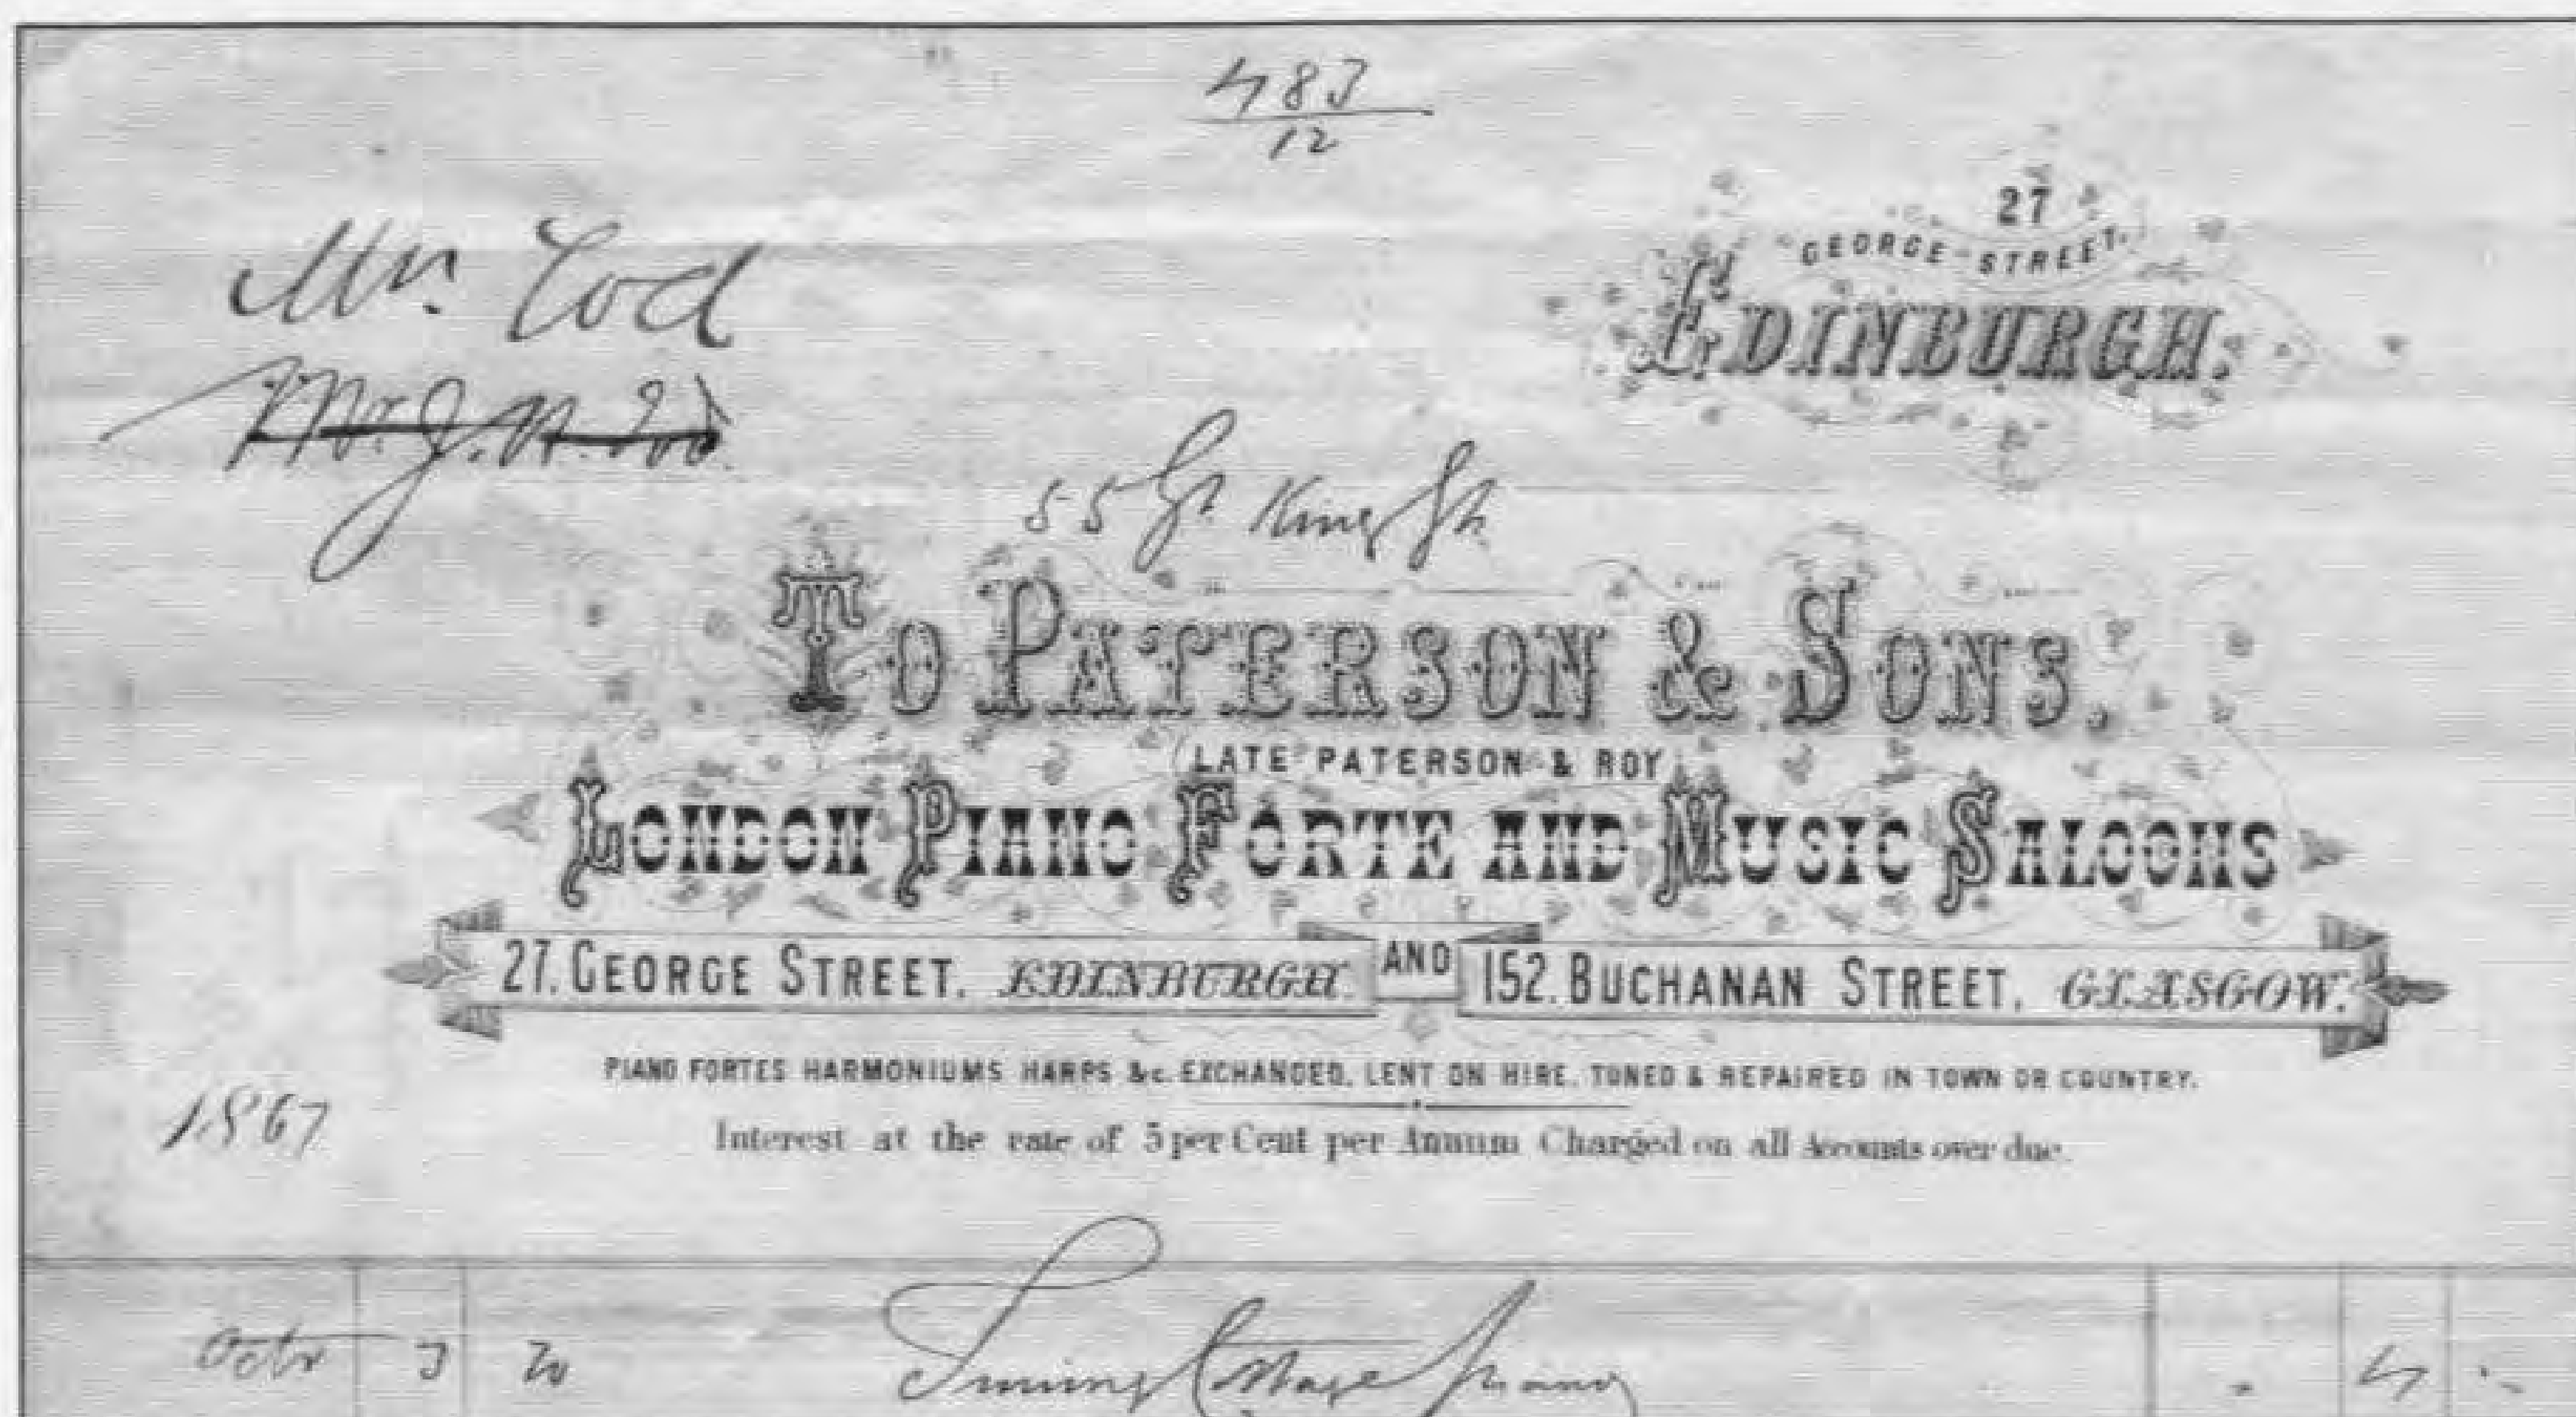 483
12
27
GEORGE STREET.
EDINBURGH.
Mr. Tod
Mr. J. N. Tod.
55 Gt King St.
TO PATERSON & SONS,
LATE PATERSON & ROY
LONDON PIANO FORTE AND MUSIC SALOONS
27, GEORGE STREET, EDINBURGH. AND 152, BUCHANAN STREET, GLASGOW.
PIANO FORTES HARMONIUMS HARPS &c. EXCHANGED, LENT ON HIRE, TUNED & REPAIRED IN TOWN OR COUNTRY.
1867
Interest at the rate of 5 per Cent per Annum Charged on all Accounts over due.
Octr 3 To Tuning Cottage Piano - 4 -